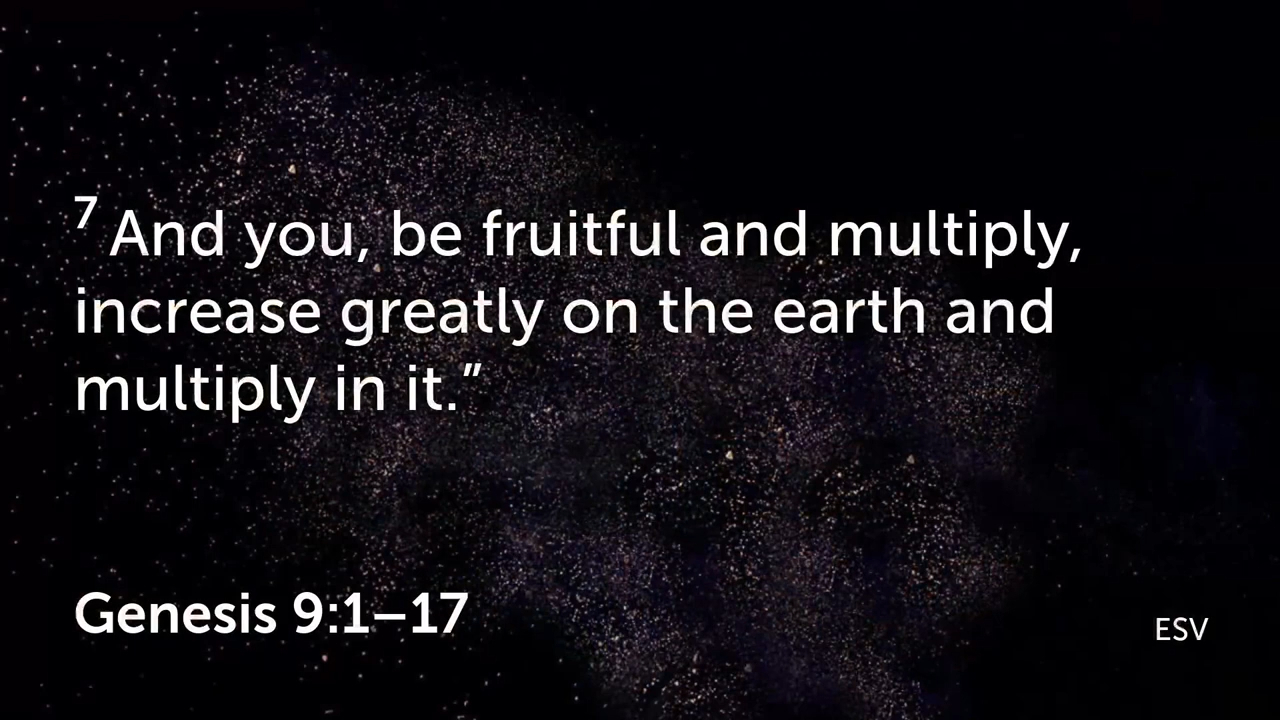 7 And you, be fruitful and multiply,
increase greatly on the earth and
multiply in it.”
Genesis 9:1–17
ESV